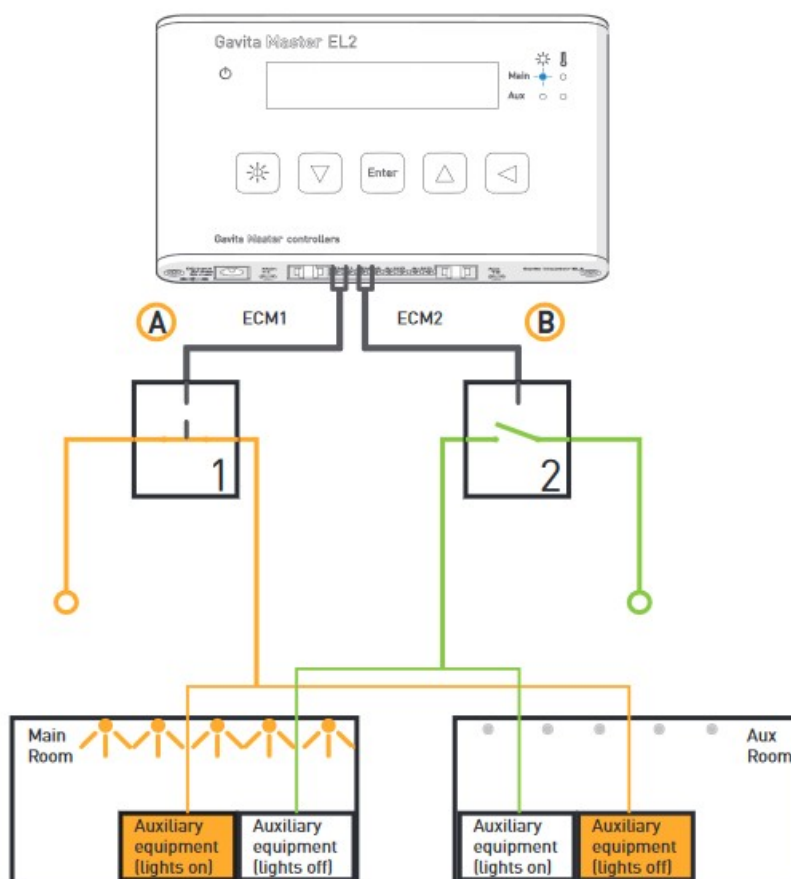 Gavita Master EL2
Main
Aux
Enter
Gavita Master controllers
A
ECM1
ECM2
B
1
2
Main
Room
Aux
Room
Auxiliary
equipment
(lights on)
Auxiliary
equipment
(lights off)
Auxiliary
equipment
(lights on)
Auxiliary
equipment
(lights off)